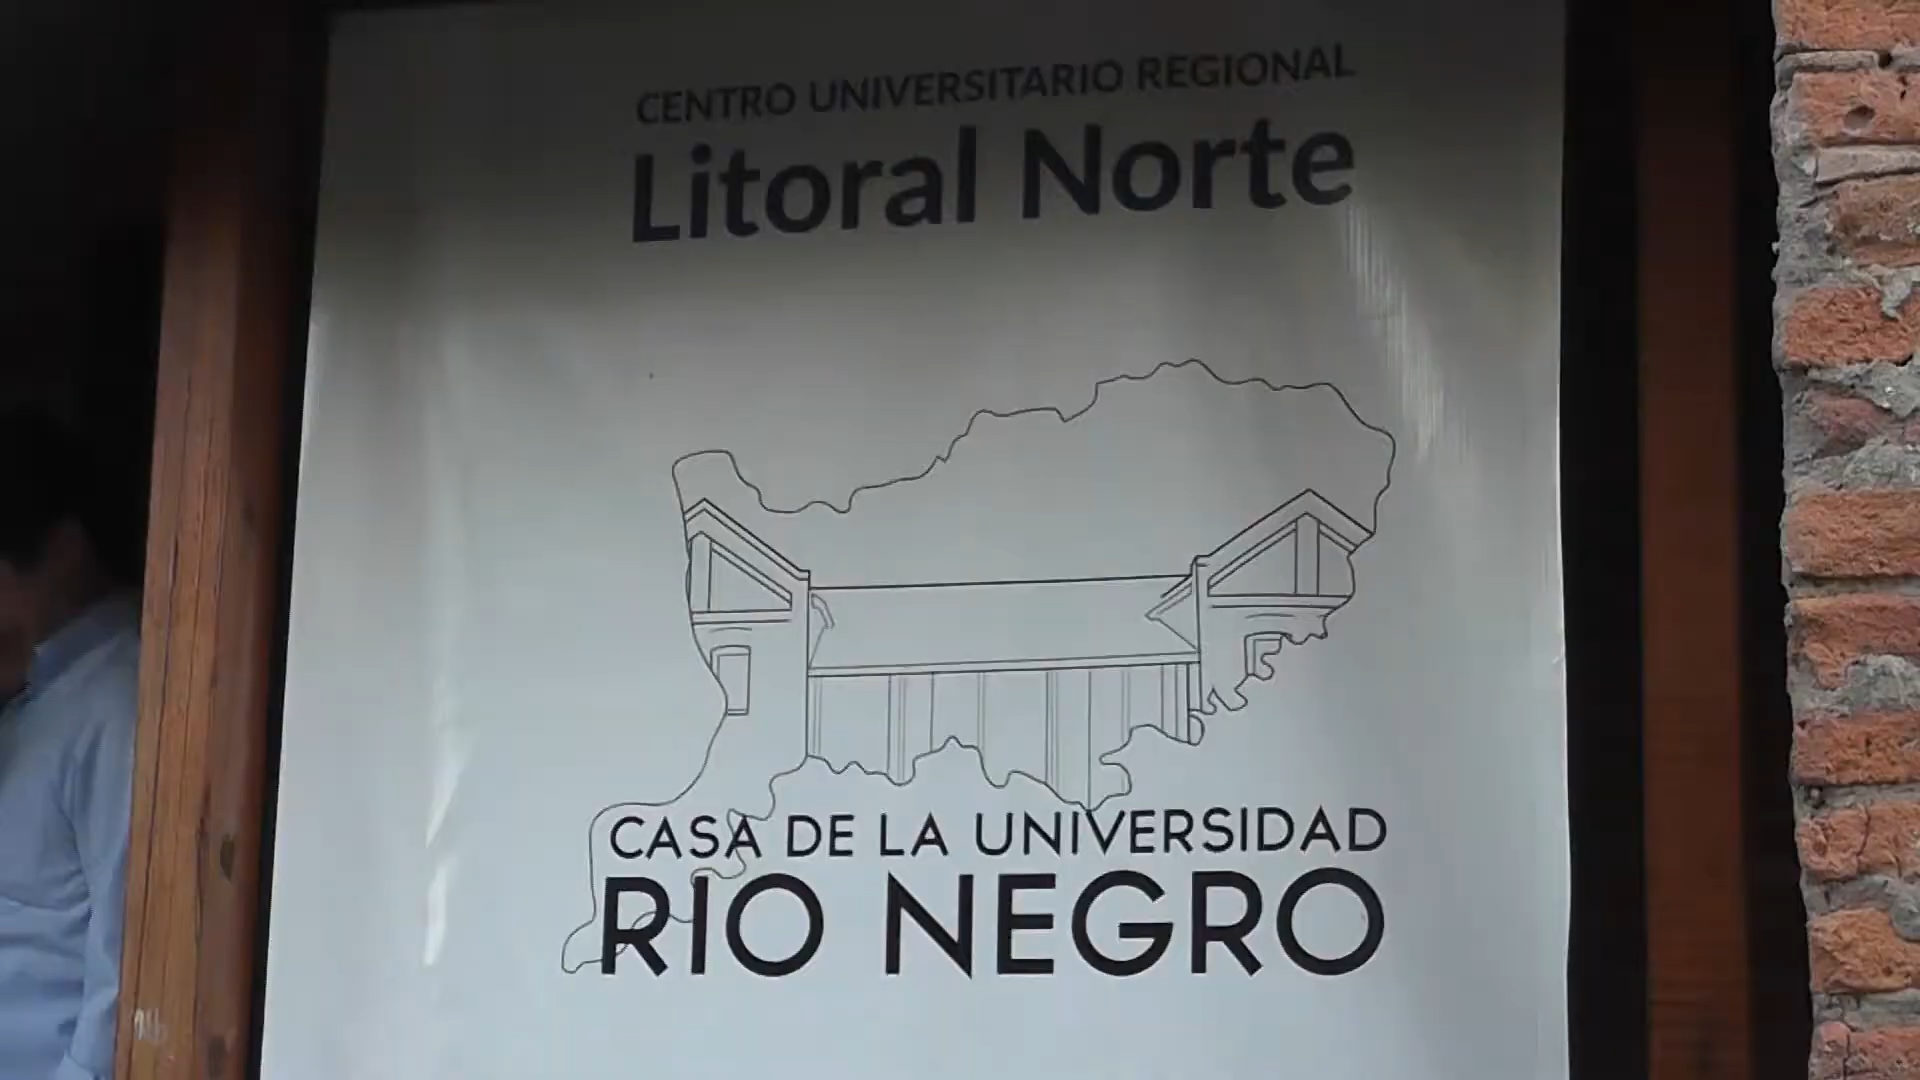 CENTRO UNIVERSITARIO REGIONAL
Litoral Norte
CASA DE LA UNIVERSIDAD
RIO NEGRO